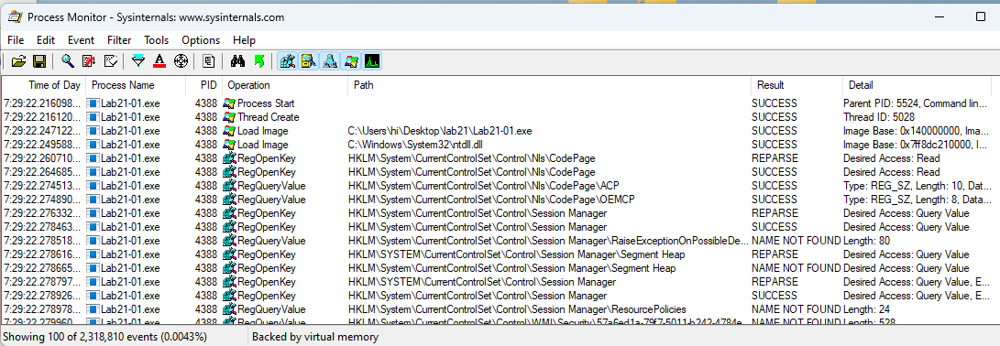 Process Monitor - Sysinternals: www.sysinternals.com
File Edit Event Filter Tools Options Help
Time of Day Process Name PID Operation Path Result Detail
7:29:22.216098... Lab21-01.exe 4388 Process Start SUCCESS Parent PID: 5524, Command lin...
7:29:22.216120... Lab21-01.exe 4388 Thread Create SUCCESS Thread ID: 5028
7:29:22.247122... Lab21-01.exe 4388 Load Image C:\Users\hi\Desktop\lab21\Lab21-01.exe SUCCESS Image Base: 0x140000000, Ima...
7:29:22.249588... Lab21-01.exe 4388 Load Image C:\Windows\System32\ntdll.dll SUCCESS Image Base: 0x7ff8dc210000, I...
7:29:22.260710... Lab21-01.exe 4388 RegOpenKey HKLM\System\CurrentControlSet\Control\Nls\CodePage REPARSE Desired Access: Read
7:29:22.264685... Lab21-01.exe 4388 RegOpenKey HKLM\System\CurrentControlSet\Control\Nls\CodePage SUCCESS Desired Access: Read
7:29:22.274513... Lab21-01.exe 4388 RegQueryValue HKLM\System\CurrentControlSet\Control\Nls\CodePage\ACP SUCCESS Type: REG_SZ, Length: 10, Data...
7:29:22.274890... Lab21-01.exe 4388 RegQueryValue HKLM\System\CurrentControlSet\Control\Nls\CodePage\OEMCP SUCCESS Type: REG_SZ, Length: 8, Data...
7:29:22.276332... Lab21-01.exe 4388 RegOpenKey HKLM\System\CurrentControlSet\Control\Session Manager REPARSE Desired Access: Query Value
7:29:22.278463... Lab21-01.exe 4388 RegOpenKey HKLM\System\CurrentControlSet\Control\Session Manager SUCCESS Desired Access: Query Value
7:29:22.278518... Lab21-01.exe 4388 RegQueryValue HKLM\System\CurrentControlSet\Control\Session Manager\RaiseExceptionOnPossibleDe... NAME NOT FOUND Length: 80
7:29:22.278616... Lab21-01.exe 4388 RegOpenKey HKLM\SYSTEM\CurrentControlSet\Control\Session Manager\Segment Heap REPARSE Desired Access: Query Value
7:29:22.278665... Lab21-01.exe 4388 RegOpenKey HKLM\System\CurrentControlSet\Control\Session Manager\Segment Heap NAME NOT FOUND Desired Access: Query Value
7:29:22.278797... Lab21-01.exe 4388 RegOpenKey HKLM\SYSTEM\CurrentControlSet\Control\Session Manager REPARSE Desired Access: Query Value, E...
7:29:22.278926... Lab21-01.exe 4388 RegOpenKey HKLM\System\CurrentControlSet\Control\Session Manager SUCCESS Desired Access: Query Value, E...
7:29:22.278978... Lab21-01.exe 4388 RegQueryValue HKLM\System\CurrentControlSet\Control\Session Manager\ResourcePolicies NAME NOT FOUND Length: 24
7:29:22.279960... Lab21-01.exe 4388 RegQueryValue HKLM\System\CurrentControlSet\Control\WMI\Security\57a6ed1a-79f7-5011-b242-4784e... NAME NOT FOUND Length: 528
Showing 100 of 2,318,810 events (0.0043%) Backed by virtual memory